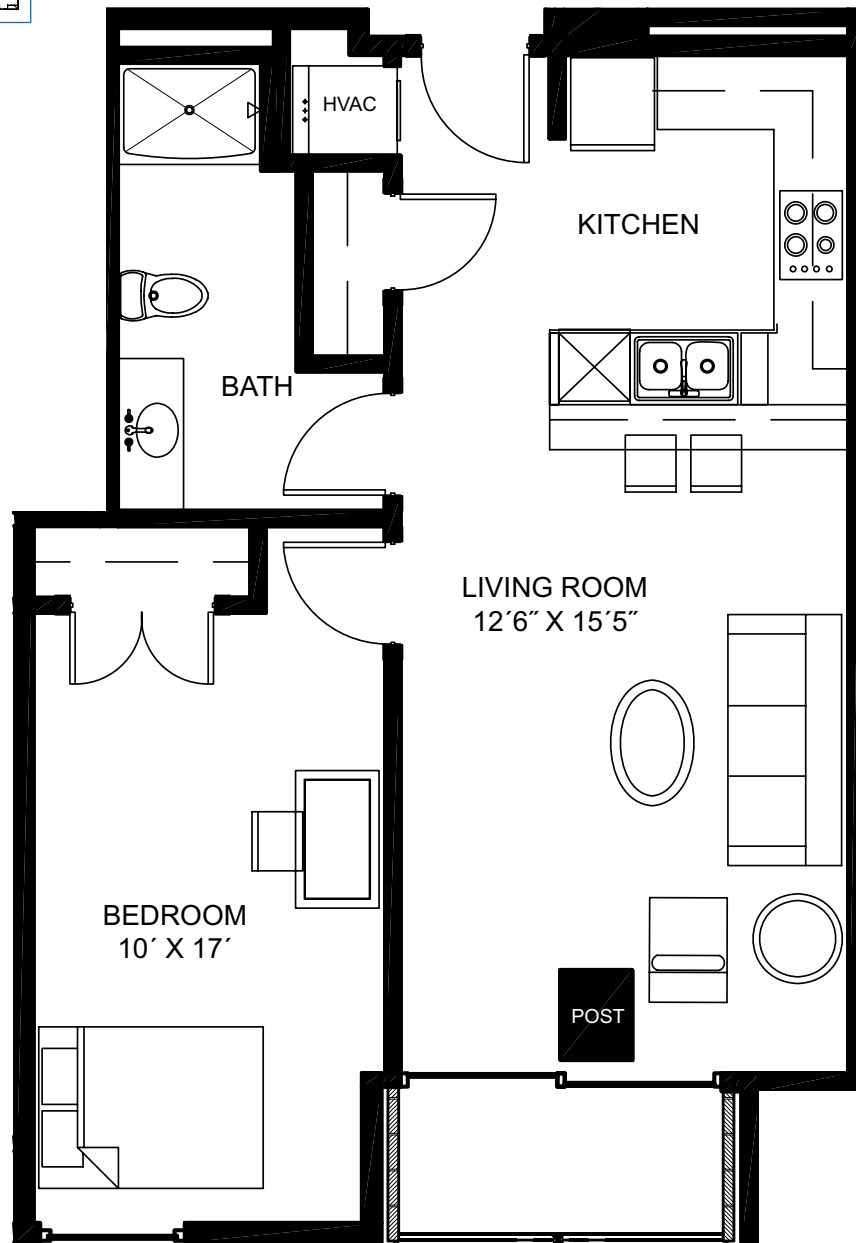 HVAC
KITCHEN
BATH
LIVING ROOM
12´6˝ X 15´5˝
BEDROOM
10´ X 17´
POST